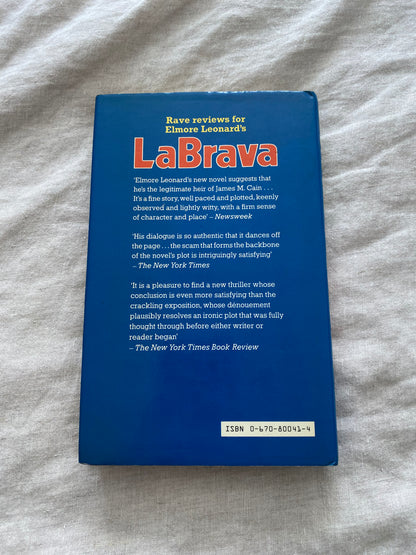 Rave reviews for
Elmore Leonard's
LaBrava
'Elmore Leonard's new novel suggests that
he's the legitimate heir of James M. Cain . . .
It's a fine story, well paced and plotted, keenly
observed and lightly witty, with a firm sense
of character and place' – Newsweek
'His dialogue is so authentic that it dances off
the page . . . the scam that forms the backbone
of the novel's plot is intriguingly satisfying'
– The New York Times
'It is a pleasure to find a new thriller whose
conclusion is even more satisfying than the
crackling exposition, whose dénouement
plausibly resolves an ironic plot that was fully
thought through before either writer or
reader began'
– The New York Times Book Review
ISBN 0-670-80041-4